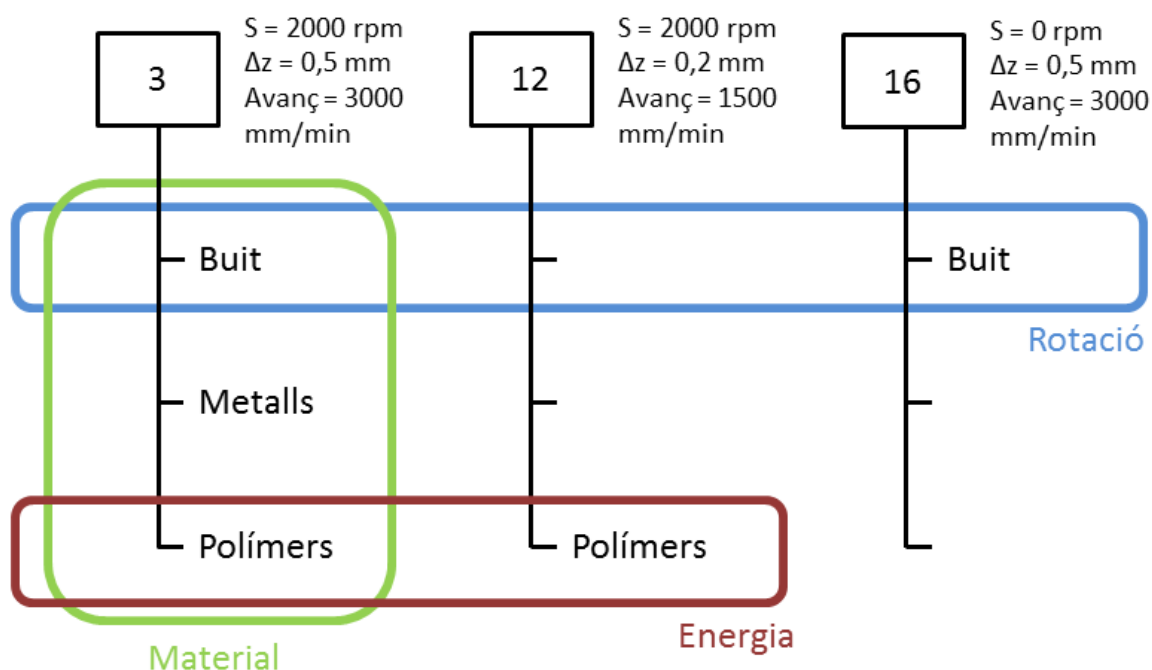 3
S = 2000 rpm
Δz = 0,5 mm
Avanç = 3000
mm/min
12
S = 2000 rpm
Δz = 0,2 mm
Avanç = 1500
mm/min
16
S = 0 rpm
Δz = 0,5 mm
Avanç = 3000
mm/min
Buit
Buit
Rotació
Metalls
Polímers
Polímers
Energia
Material